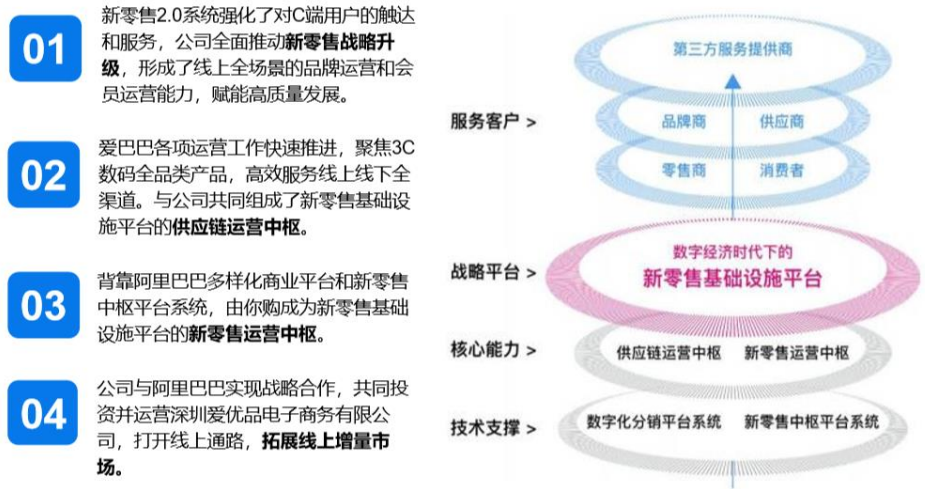 01
新零售2.0系统强化了对C端用户的触达
和服务，公司全面推动新零售战略升
级，形成了线上全场景的品牌运营和会
员运营能力，赋能高质量发展。
02
爱巴巴各项运营工作快速推进，聚焦3C
数码全品类产品，高效服务线上线下全
渠道。与公司共同组成了新零售基础设
施平台的供应链运营中枢。
03
背靠阿里巴巴多样化商业平台和新零售
中枢平台系统，由你购成为新零售基础
设施平台的新零售运营中枢。
04
公司与阿里巴巴实现战略合作，共同投
资并运营深圳爱优品电子商务有限公
司，打开线上通路，拓展线上增量市
场。
第三方服务提供商
服务客户 >
品牌商 供应商
零售商 消费者
战略平台 >
数字经济时代下的
新零售基础设施平台
核心能力 >
供应链运营中枢 新零售运营中枢
技术支撑 >
数字化分销平台系统 新零售中枢平台系统